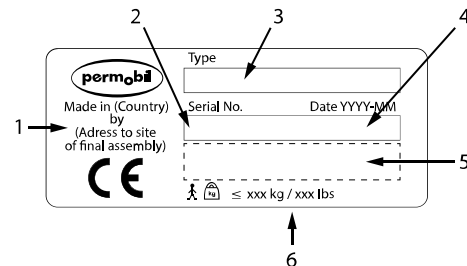 2
3
4
Type
permobil
Serial No.
Date YYYY-MM
Made in (Country)
by
(Adress to site
of final assembly)
1
5
CE
kg
≤ xxx kg / xxx lbs
6